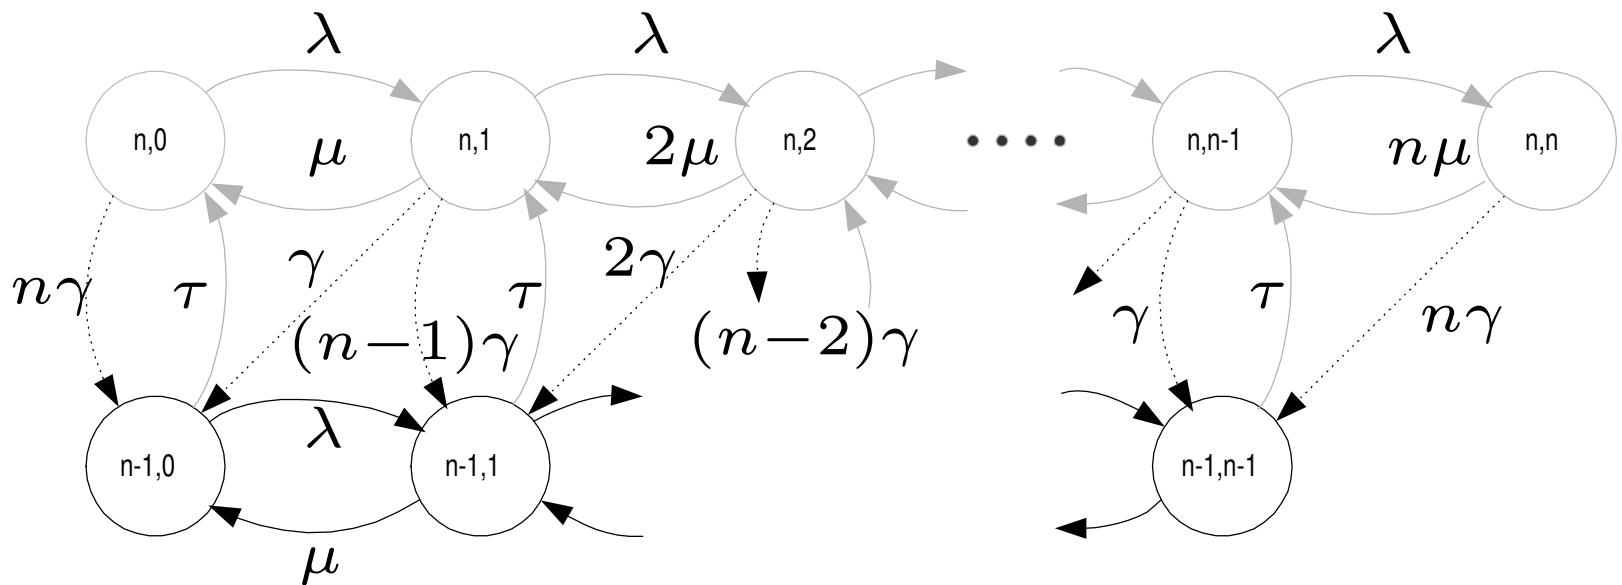 λ λ λ
n,0 μ n,1 2μ n,2 n,n-1 nμ n,n
nγ τ γ τ 2γ γ τ nγ
(n−1)γ (n−2)γ
n-1,0 λ n-1,1 n-1,n-1
μ